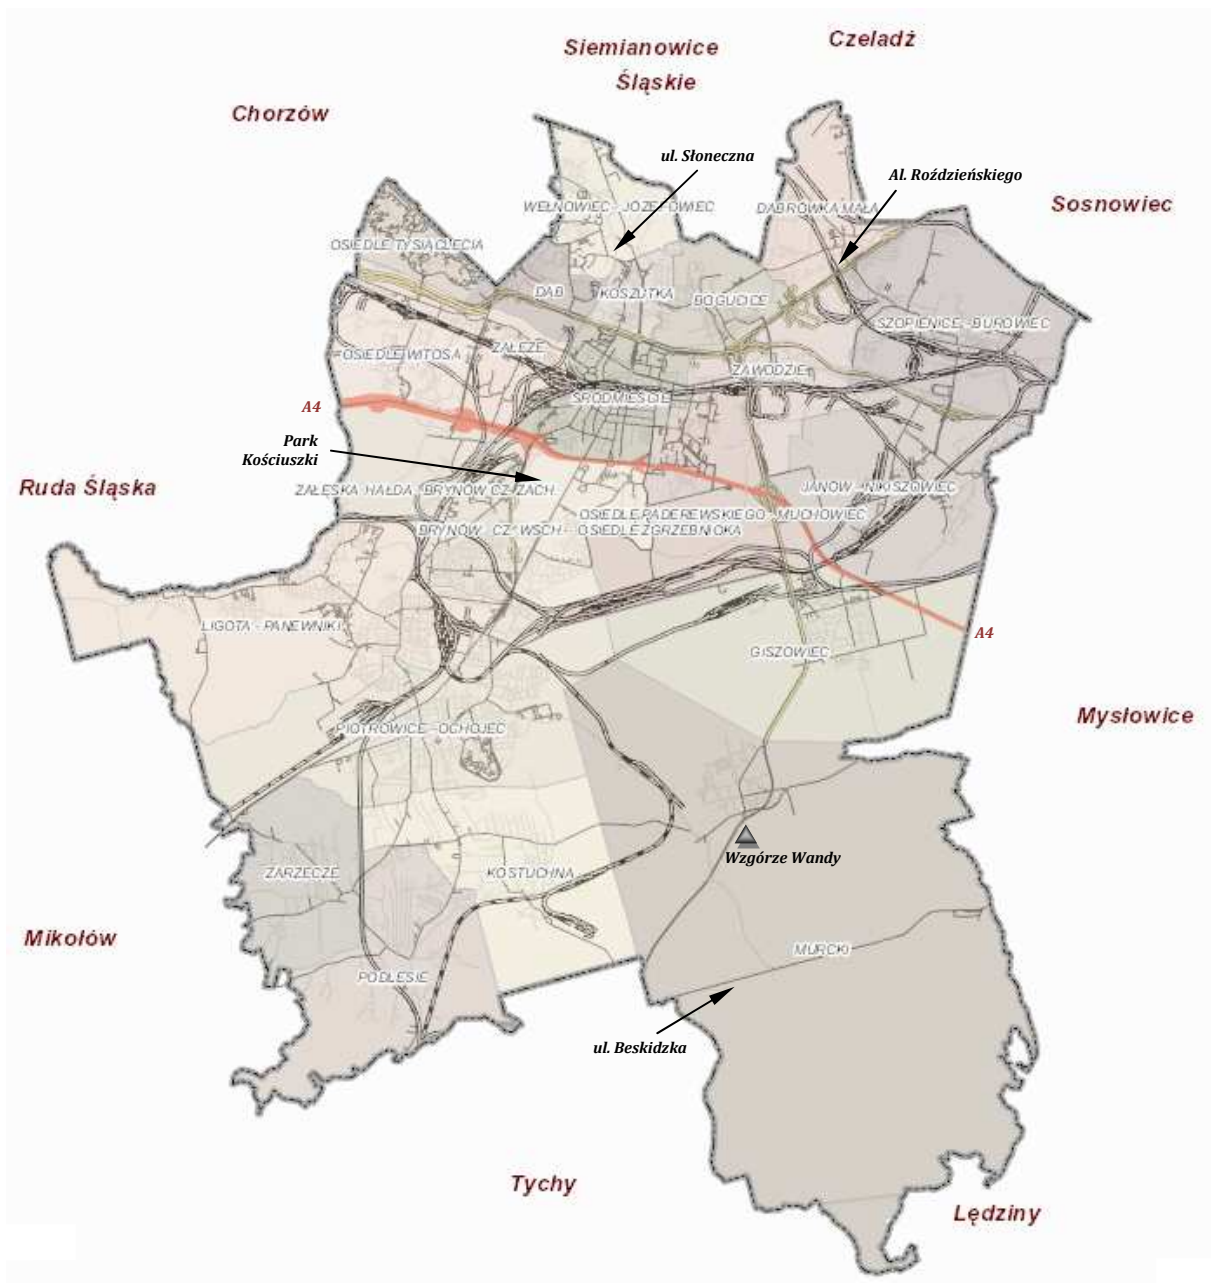 Czeladź
Siemianowice
Śląskie
Chorzów
ul. Słoneczna
Al. Roździeńskiego
Sosnowiec
WEŁNOWIEC - JÓZEFOWIEC
DĄBRÓWKA MAŁA
OSIEDLE TYSIĄCLECIA
DĄB
KOSZUTKA
BOGUCICE
SZOPIENICE - BUROWIEC
OSIEDLE WITOSA
ZAŁĘŻE
ZAWODZIE
ŚRÓDMIEŚCIE
A4
Park
Kościuszki
Ruda Śląska
ZAŁĘSKA HAŁDA - BRYNÓW CZ. ZACH.
JANÓW - NIKISZOWIEC
OSIEDLE PADEREWSKIEGO - MUCHOWIEC
BRYNÓW CZ. WSCH. - OSIEDLE ZGRZEBNIOKA
LIGOTA - PANEWNIKI
A4
GISZOWIEC
Mysłowice
PIOTROWICE - OCHOJEC
Wzgórze Wandy
ZARZECZE
KOSTUCHNA
Mikołów
MURCKI
PODLESIE
ul. Beskidzka
Tychy
Lędziny